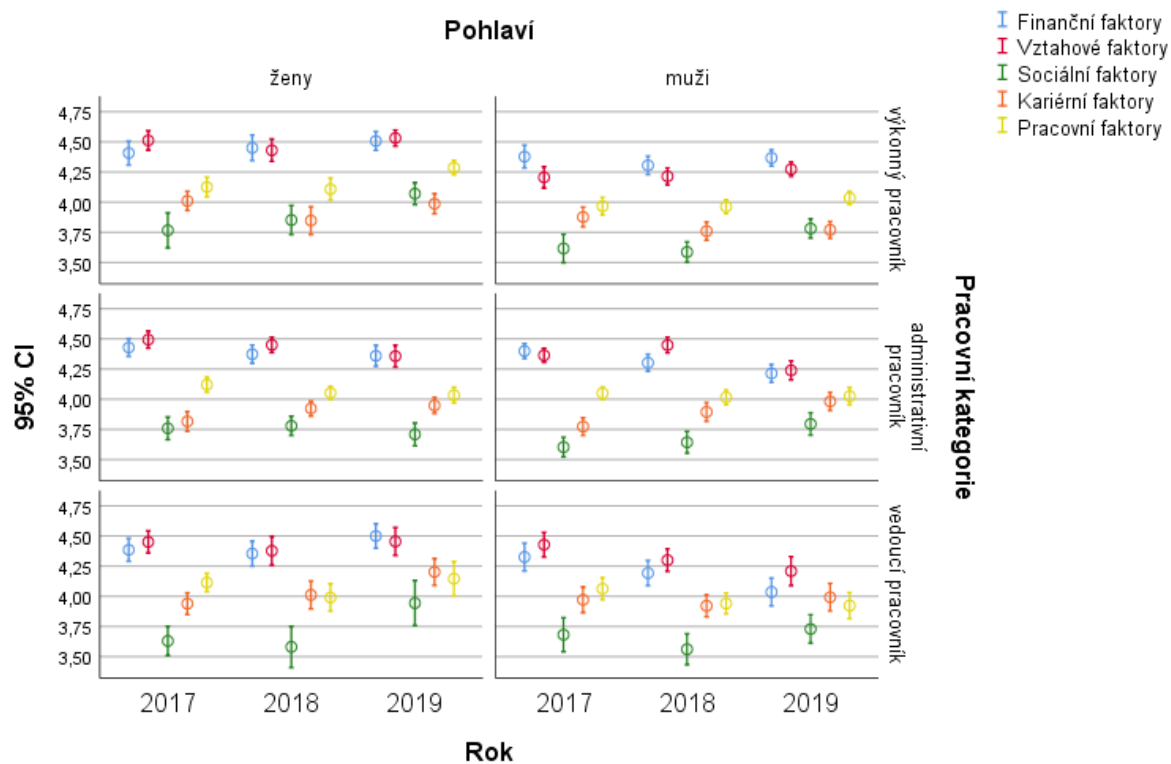 Pohlaví
ženy
muži
Finanční faktory
Vztahové faktory
Sociální faktory
Kariérní faktory
Pracovní faktory
95% CI
4,75
4,50
4,25
4,00
3,75
3,50
výkomný pracovník
4,75
4,50
4,25
4,00
3,75
3,50
administrativní
pracovník
4,75
4,50
4,25
4,00
3,75
3,50
vedoucí pracovník
Pracovní kategorie
2017
2018
2019
2017
2018
2019
Rok